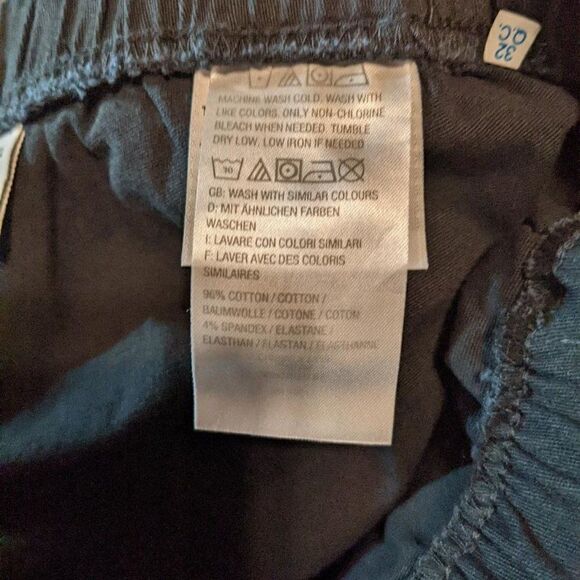 32
Q.C.
MACHINE WASH COLD, WASH WITH
LIKE COLORS. ONLY NON-CHLORINE
BLEACH WHEN NEEDED. TUMBLE
DRY LOW. LOW IRON IF NEEDED
30
GB: WASH WITH SIMILAR COLOURS
D: MIT ÄHNLICHEN FARBEN
WASCHEN
I: LAVARE CON COLORI SIMILARI
F: LAVER AVEC DES COLORIS
SIMILAIRES
96% COTTON / COTTON /
BAUMWOLLE / COTONE / COTON
4% SPANDEX / ELASTANE /
ELASTHAN / ELASTAN / ELASTHANNE